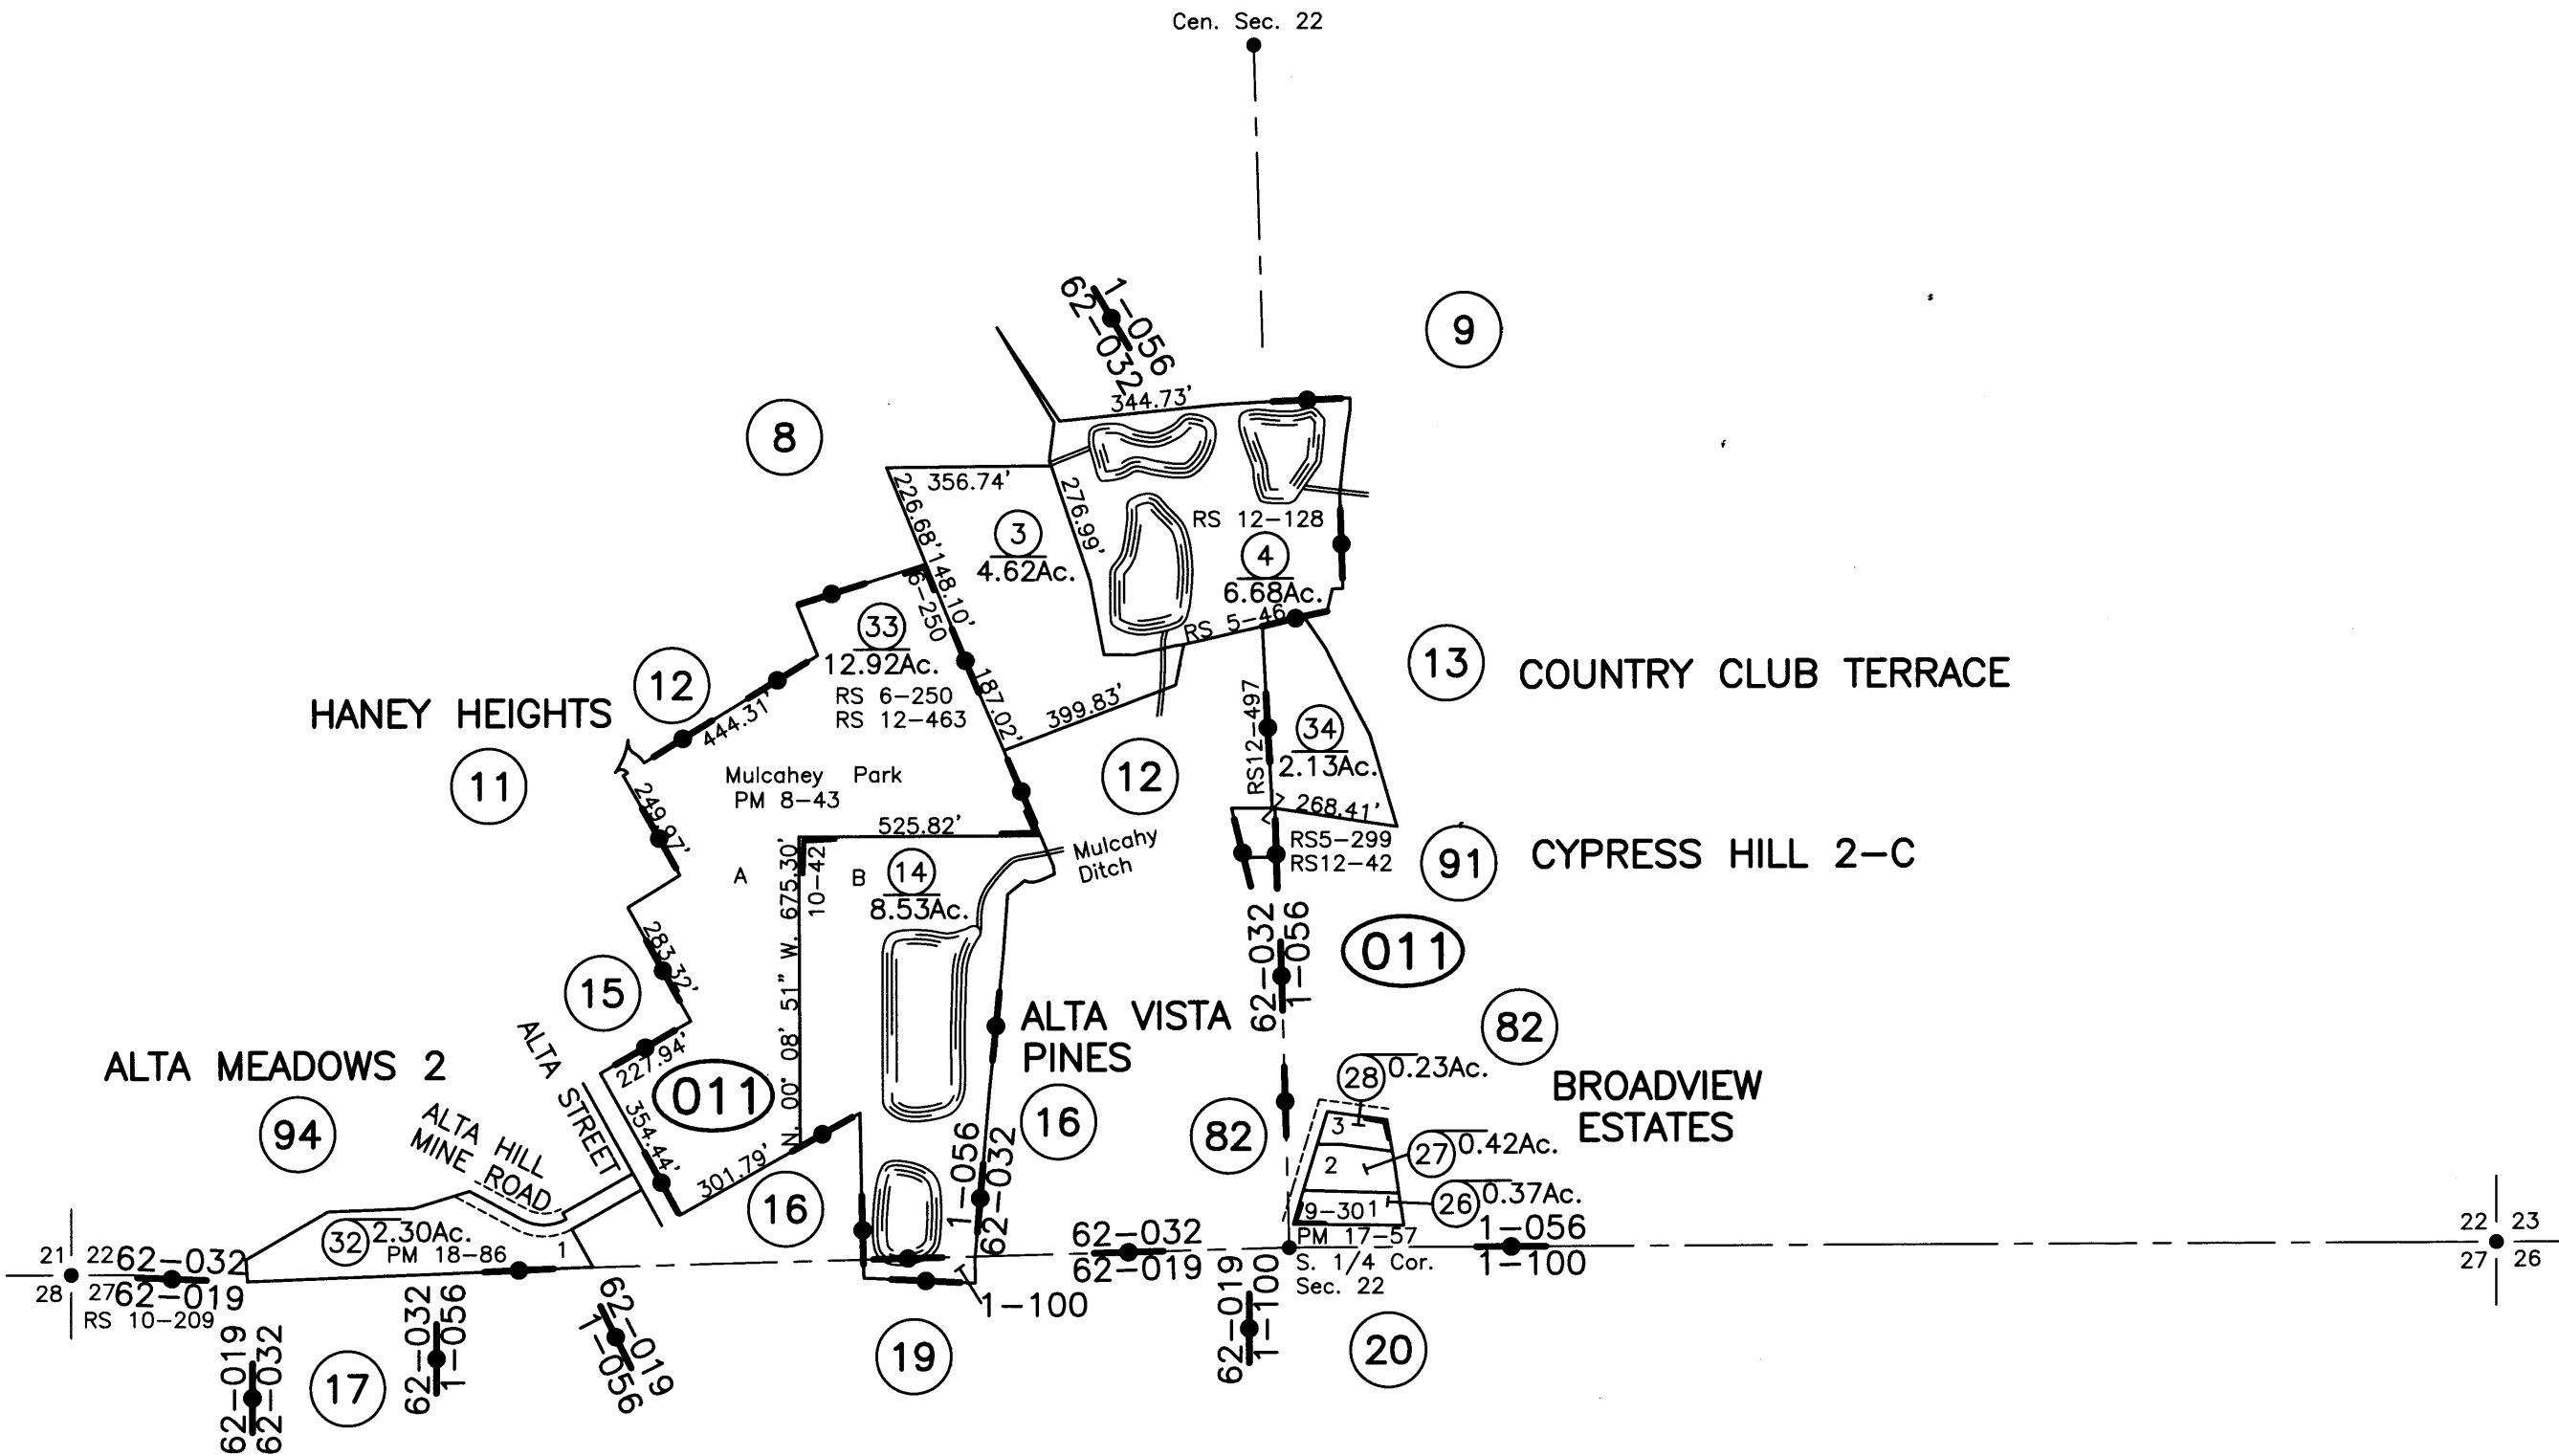 Cen. Sec. 22
1-056
62-032
9
344.73'
8
356.74'
226.68'
276.99'
3
4.62Ac.
RS 12-128
4
6.68Ac.
RS 5-46
148.10'
6-250
33
12.92Ac.
RS 6-250
RS 12-463
187.02'
399.83'
12
HANEY HEIGHTS
11
444.31'
13
COUNTRY CLUB TERRACE
RS12-497
34
2.13Ac.
268.41'
12
Mulcahey Park
PM 8-43
249.97'
525.82'
Mulcahy
Ditch
RS5-299
RS12-42
91
CYPRESS HILL 2-C
A
N. 00° 08' 51" W. 675.30'
10-42
B
14
8.53Ac.
283.32'
62-032
1-056
011
15
82
ALTA VISTA
PINES
16
ALTA MEADOWS 2
94
ALTA
STREET
227.94'
011
354.44'
301.79'
16
ALTA HILL
MINE ROAD
1-056
62-032
82
28
0.23Ac.
BROADVIEW
ESTATES
3
27
0.42Ac.
2
26
0.37Ac.
9-30
1
PM 17-57
32
2.30Ac.
PM 18-86
1
21
22
28
27
62-032
62-019
RS 10-209
62-032
62-019
1-056
1-100
S. 1/4 Cor.
Sec. 22
22
23
27
26
62-019
62-032
17
62-032
1-056
62-019
1-056
1-100
19
62-019
1-100
20